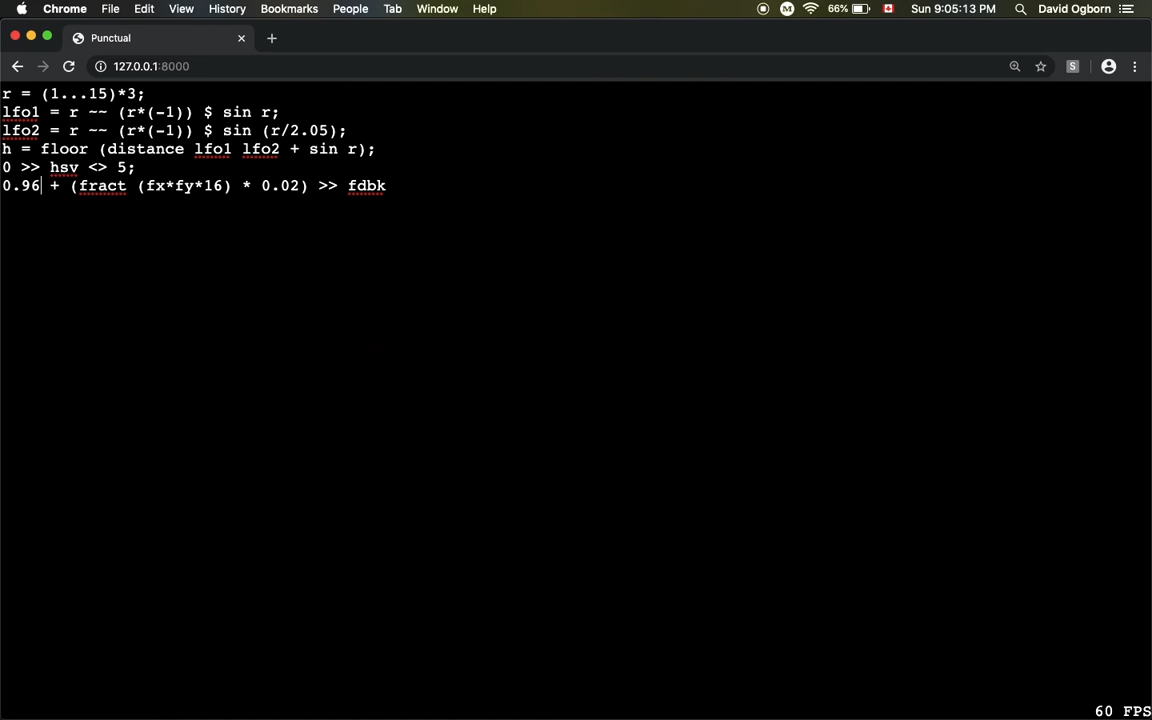 Chrome File Edit View History Bookmarks People Tab Window Help M 66% Sun 9:05:13 PM David Ogborn
Punctual
127.0.0.1:8000 S
r = (1...15)*3;
lfo1 = r ~~ (r*(-1)) $ sin r;
lfo2 = r ~~ (r*(-1)) $ sin (r/2.05);
h = floor (distance lfo1 lfo2 + sin r);
0 >> hsv <> 5;
0.96 + (fract (fx*fy*16) * 0.02) >> fdbk
60 FPS